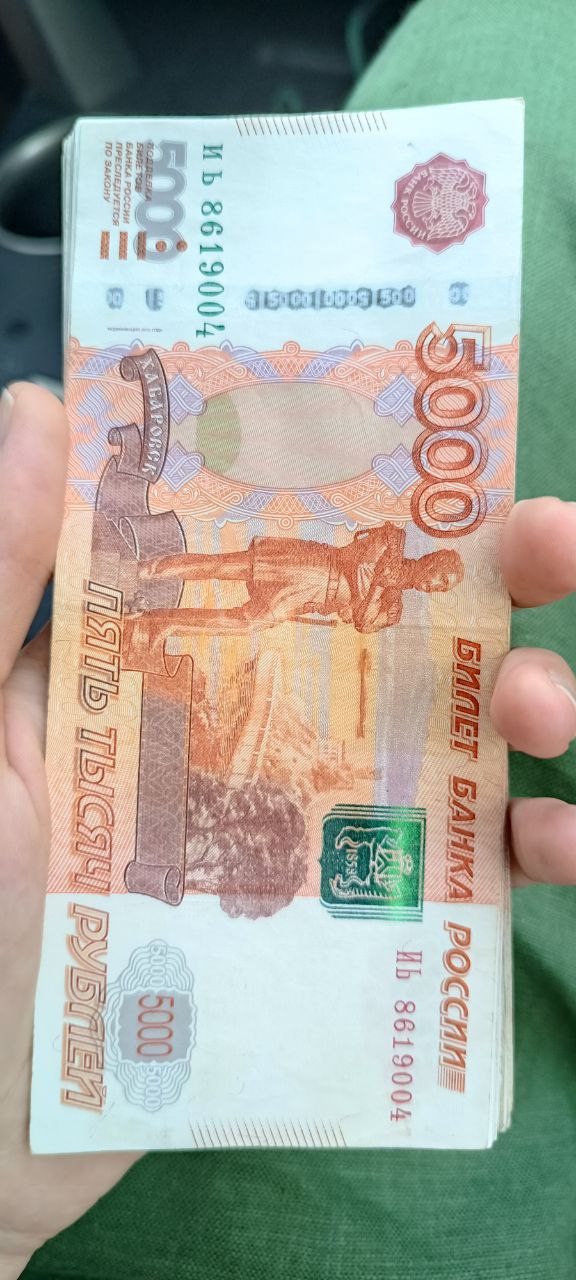 БАНК РОССИИ
5000
БИЛЕТ БАНКА РОССИИ
ИЬ 8619004
1858
ИЬ 8619004
5000
ПОДДЕЛКА
БИЛЕТОВ
БАНКА РОССИИ
ПРЕСЛЕДУЕТСЯ
ПО ЗАКОНУ
ХАБАРОВСК
5000 5000 5000
ПЯТЬ ТЫСЯЧ РУБЛЕЙ